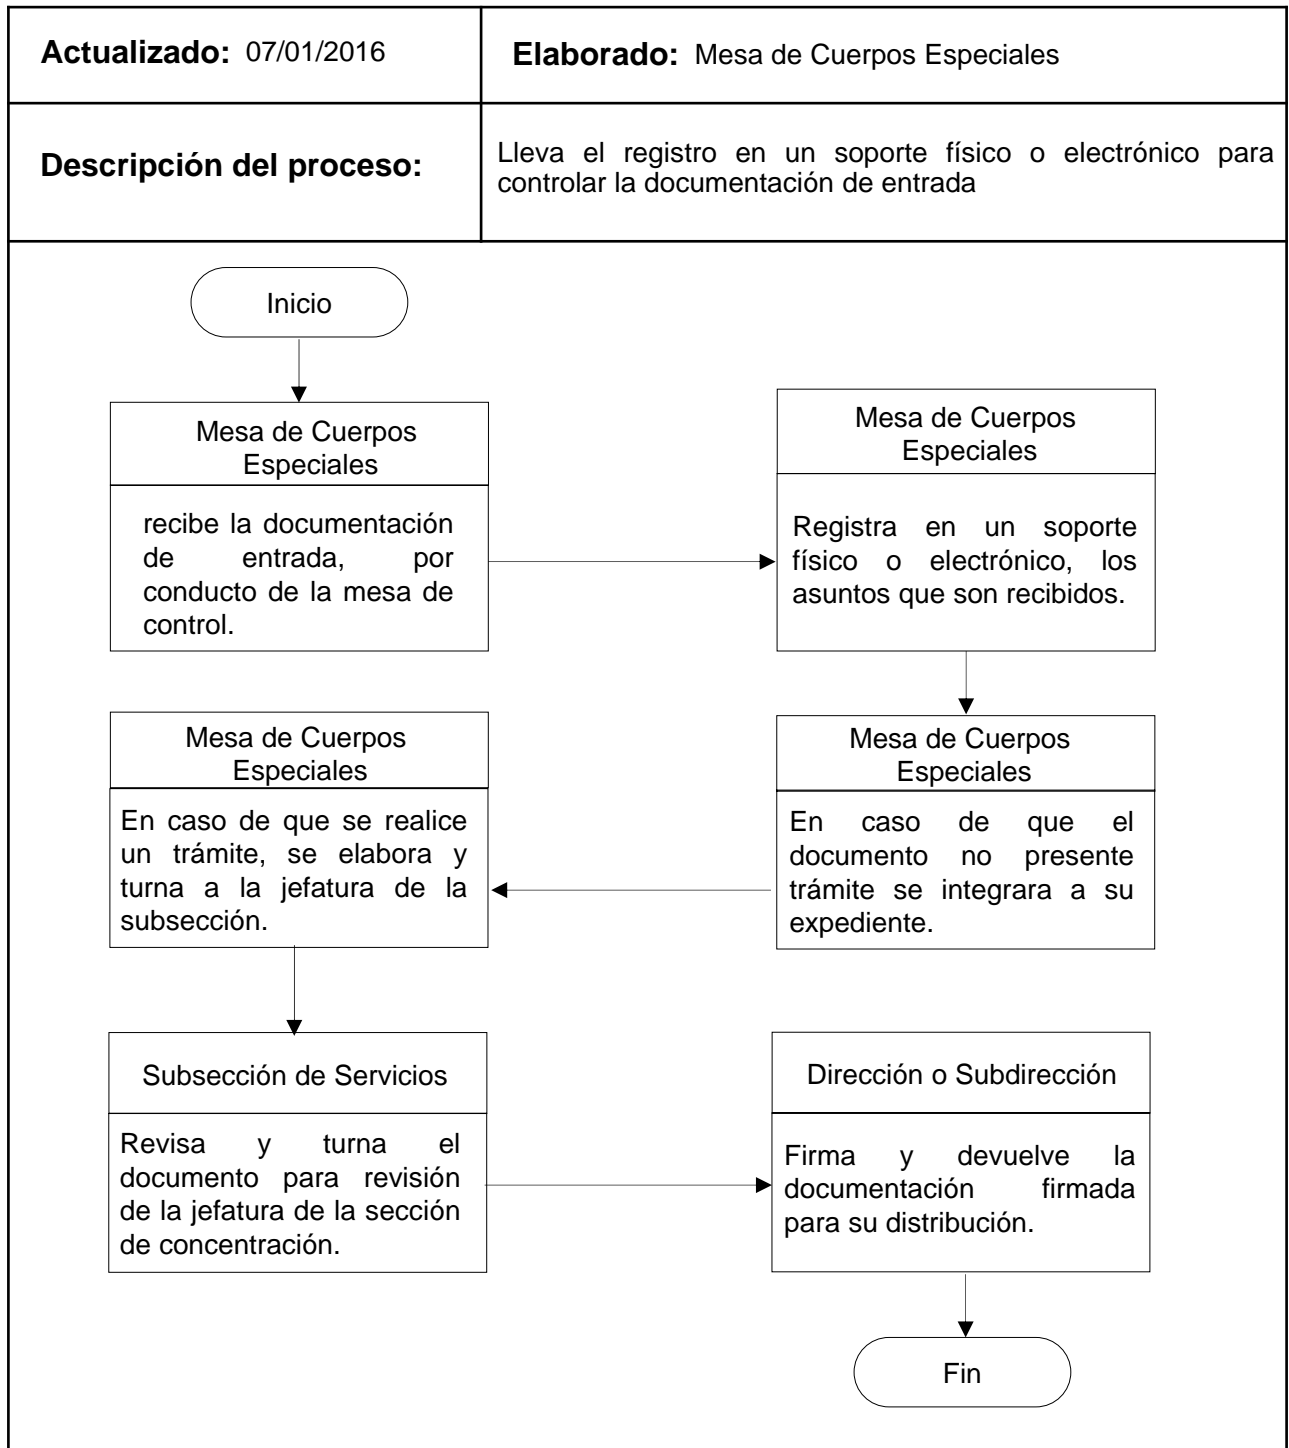 Actualizado: 07/01/2016
Elaborado: Mesa de Cuerpos Especiales
Descripción del proceso:
Lleva el registro en un soporte físico o electrónico para
controlar la documentación de entrada
Inicio
Mesa de Cuerpos
Especiales
recibe la documentación
de entrada, por
conducto de la mesa de
control.
Mesa de Cuerpos
Especiales
Registra en un soporte
físico o electrónico, los
asuntos que son recibidos.
Mesa de Cuerpos
Especiales
En caso de que el
documento no presente
trámite se integrara a su
expediente.
Mesa de Cuerpos
Especiales
En caso de que se realice
un trámite, se elabora y
turna a la jefatura de la
subsección.
Subsección de Servicios
Revisa y turna el
documento para revisión
de la jefatura de la sección
de concentración.
Dirección o Subdirección
Firma y devuelve la
documentación firmada
para su distribución.
Fin